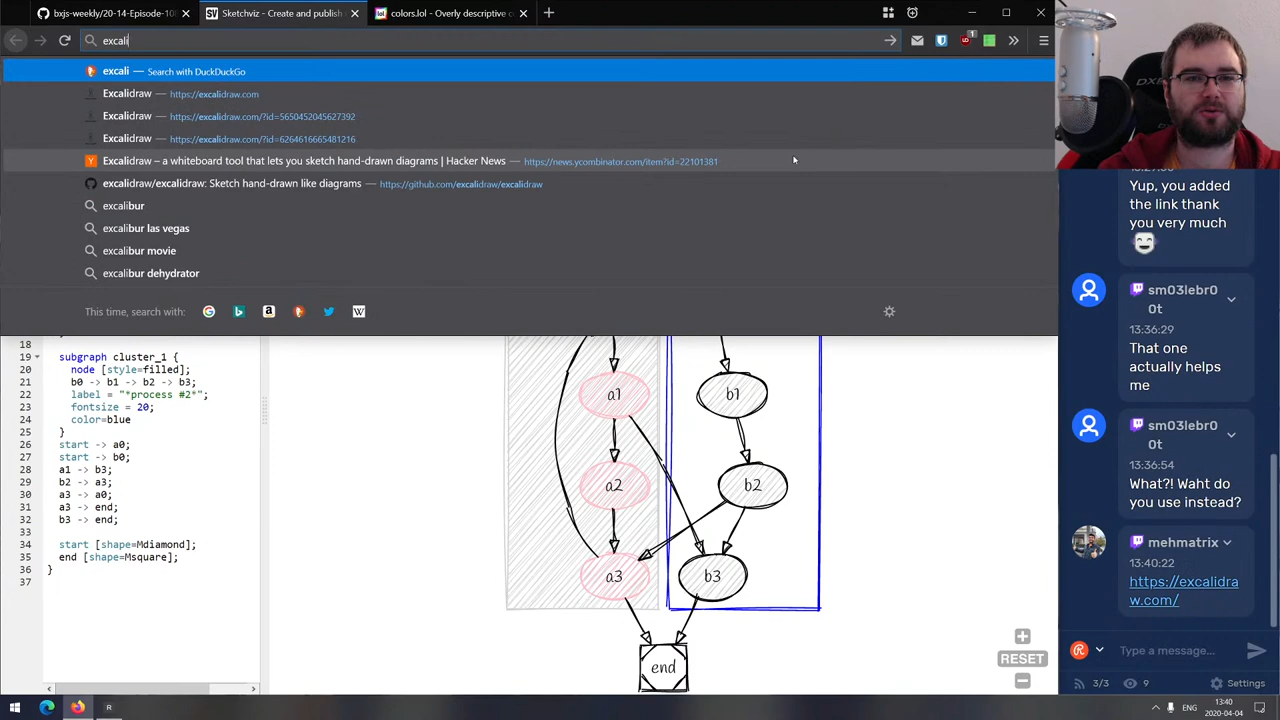 bxjs-weekly/20-14-Episode-108
Sketchviz - Create and publish
colors.lol - Overly descriptive c
excali
1
excali — Search with DuckDuckGo
Excalidraw — https://excalidraw.com
Excalidraw — https://excalidraw.com/?id=5650452045627392
Excalidraw — https://excalidraw.com/?id=6264616665481216
Excalidraw – a whiteboard tool that lets you sketch hand-drawn diagrams | Hacker News — https://news.ycombinator.com/item?id=22101381
excalidraw/excalidraw: Sketch hand-drawn like diagrams — https://github.com/excalidraw/excalidraw
excalibur
excalibur las vegas
excalibur movie
excalibur dehydrator
This time, search with:
18
19 subgraph cluster_1 {
20 node [style=filled];
21 b0 -> b1 -> b2 -> b3;
22 label = "*process #2*";
23 fontsize = 20;
24 color=blue
25 }
26 start -> a0;
27 start -> b0;
28 a1 -> b3;
29 b2 -> a3;
30 a3 -> a0;
31 a3 -> end;
32 b3 -> end;
33
34 start [shape=Mdiamond];
35 end [shape=Msquare];
36 }
37
a1
b1
a2
b2
a3
b3
end
RESET
Yup, you added
the link thank
you very much
sm03lebr0
0t
13:36:29
That one
actually helps
me
sm03lebr0
0t
13:36:54
What?! Waht do
you use instead?
mehmatrix
13:40:22
https://excalidra
w.com/
Type a message...
3/3
9
Settings
ENG
13:40
2020-04-04